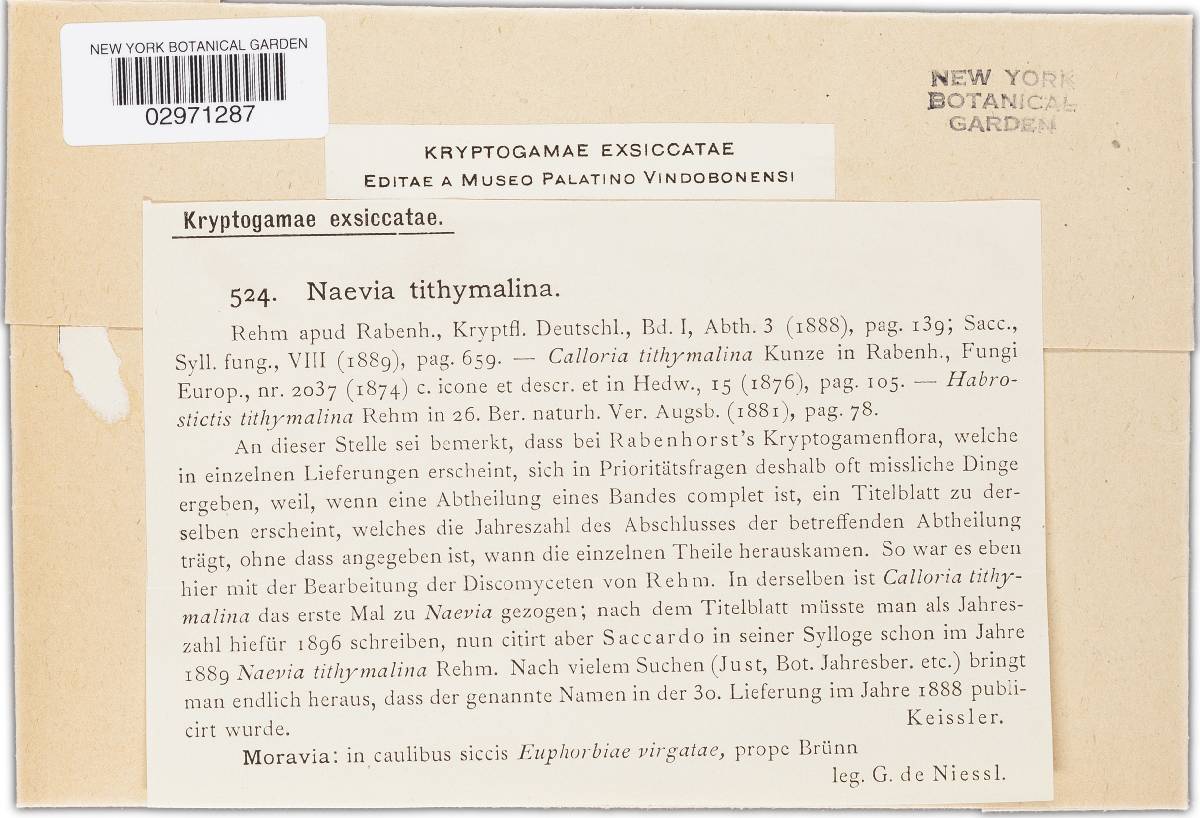 NEW YORK BOTANICAL GARDEN
02971287
NEW YORK
BOTANICAL
GARDEN
KRYPTOGAMAE EXSICCATAE
EDITAE A MUSEO PALATINO VINDOBONENSI
Kryptogamae exsiccatae.
524. Naevia tithymalina.
Rehm apud Rabenh., Kryptfl. Deutschl., Bd. I, Abth. 3 (1888), pag. 139; Sacc.,
Syll. fung., VIII (1889), pag. 659. — Calloria tithymalina Kunze in Rabenh., Fungi
Europ., nr. 2037 (1874) c. icone et descr. et in Hedw., 15 (1876), pag. 105. — Habro-
stictis tithymalina Rehm in 26. Ber. naturh. Ver. Augsb. (1881), pag. 78.
An dieser Stelle sei bemerkt, dass bei Rabenhorst's Kryptogamenflora, welche
in einzelnen Lieferungen erscheint, sich in Prioritätsfragen deshalb oft missliche Dinge
ergeben, weil, wenn eine Abtheilung eines Bandes complet ist, ein Titelblatt zu der-
selben erscheint, welches die Jahreszahl des Abschlusses der betreffenden Abtheilung
trägt, ohne dass angegeben ist, wann die einzelnen Theile herauskamen. So war es eben
hier mit der Bearbeitung der Discomyceten von Rehm. In derselben ist Calloria tithy-
malina das erste Mal zu Naevia gezogen; nach dem Titelblatt müsste man als Jahres-
zahl hiefür 1896 schreiben, nun citirt aber Saccardo in seiner Sylloge schon im Jahre
1889 Naevia tithymalina Rehm. Nach vielem Suchen (Just, Bot. Jahresber. etc.) bringt
man endlich heraus, dass der genannte Namen in der 30. Lieferung im Jahre 1888 publi-
cirt wurde.
Keissler.
Moravia: in caulibus siccis Euphorbiae virgatae, prope Brünn
leg. G. de Niessl.